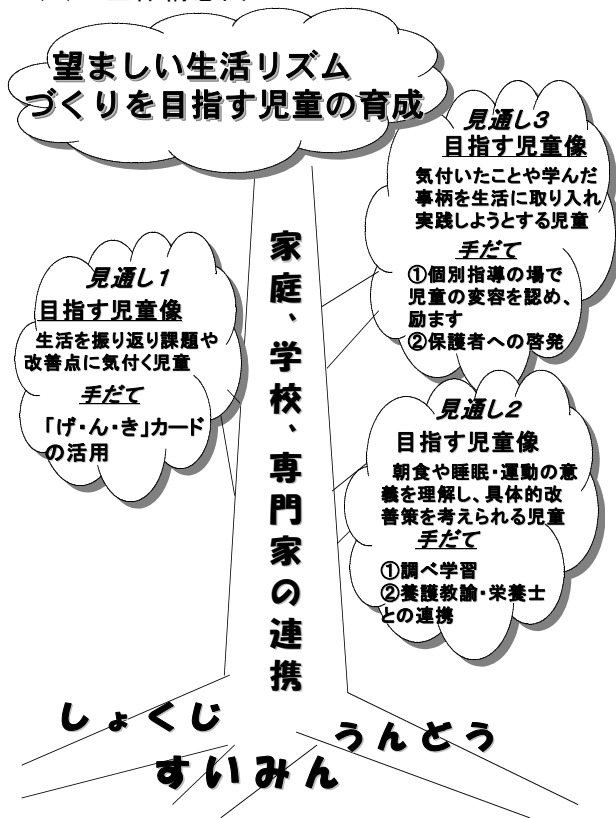 望ましい生活リズム
づくりを目指す児童の育成
見通し3
目指す児童像
気付いたことや学んだ
事柄を生活に取り入れ
実践しようとする児童
手だて
①個別指導の場で
児童の変容を認め、
励ます
②保護者への啓発
見通し1
目指す児童像
生活を振り返り課題や
改善点に気付く児童
手だて
「げ・ん・き」カード
の活用
家庭、学校、専門家の連携
見通し2
目指す児童像
朝食や睡眠・運動の意
義を理解し、具体的改
善策を考えられる児童
手だて
①調べ学習
②養護教諭・栄養士
との連携
しょくじ
うんどう
すいみん